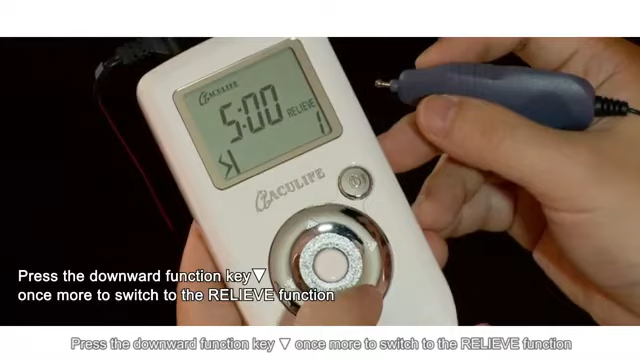 ACULIFE
5:00
RELIEVE
1
ACULIFE
Press the downward function key▼
once more to switch to the RELIEVE function
Press the downward function key ▽ once more to switch to the RELIEVE function